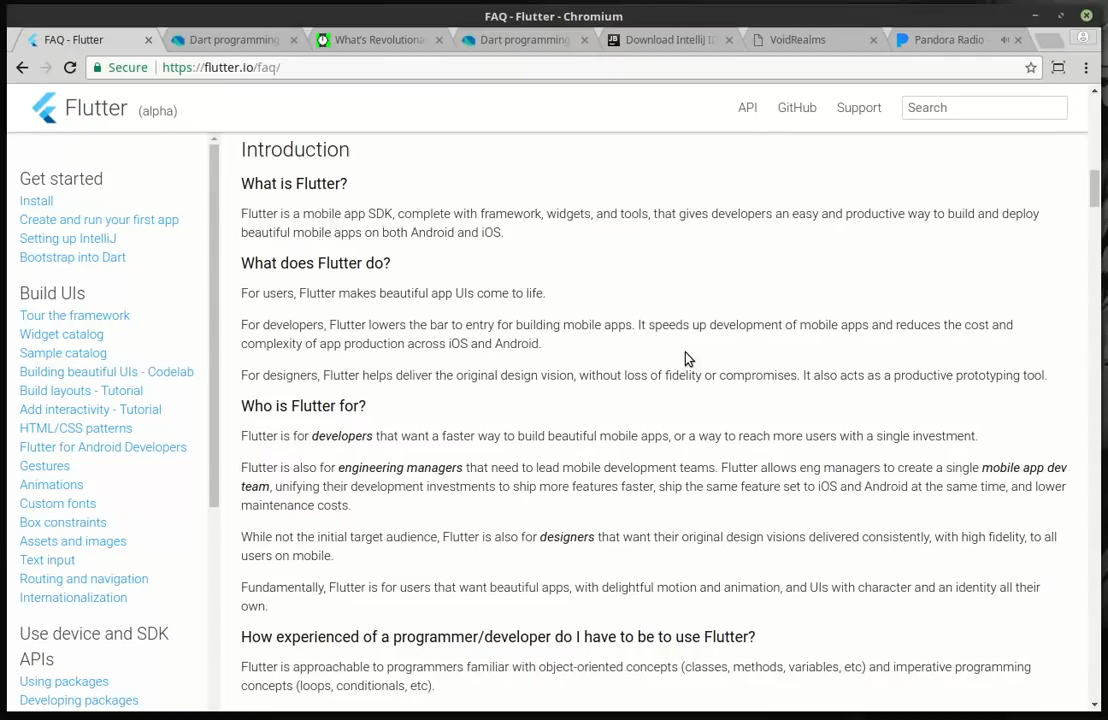 FAQ - Flutter - Chromium
FAQ - Flutter
Dart programming
What's Revolutiona
Dart programming
Download Intellij I
VoidRealms
Pandora Radio
Secure
https://flutter.io/faq/
Flutter (alpha)
API
GitHub
Support
Search
Get started
Install
Create and run your first app
Setting up IntelliJ
Bootstrap into Dart
Build UIs
Tour the framework
Widget catalog
Sample catalog
Building beautiful UIs - Codelab
Build layouts - Tutorial
Add interactivity - Tutorial
HTML/CSS patterns
Flutter for Android Developers
Gestures
Animations
Custom fonts
Box constraints
Assets and images
Text input
Routing and navigation
Internationalization
Use device and SDK
APIs
Using packages
Developing packages
Introduction
What is Flutter?
Flutter is a mobile app SDK, complete with framework, widgets, and tools, that gives developers an easy and productive way to build and deploy
beautiful mobile apps on both Android and iOS.
What does Flutter do?
For users, Flutter makes beautiful app UIs come to life.
For developers, Flutter lowers the bar to entry for building mobile apps. It speeds up development of mobile apps and reduces the cost and
complexity of app production across iOS and Android.
For designers, Flutter helps deliver the original design vision, without loss of fidelity or compromises. It also acts as a productive prototyping tool.
Who is Flutter for?
Flutter is for developers that want a faster way to build beautiful mobile apps, or a way to reach more users with a single investment.
Flutter is also for engineering managers that need to lead mobile development teams. Flutter allows eng managers to create a single mobile app dev
team, unifying their development investments to ship more features faster, ship the same feature set to iOS and Android at the same time, and lower
maintenance costs.
While not the initial target audience, Flutter is also for designers that want their original design visions delivered consistently, with high fidelity, to all
users on mobile.
Fundamentally, Flutter is for users that want beautiful apps, with delightful motion and animation, and UIs with character and an identity all their
own.
How experienced of a programmer/developer do I have to be to use Flutter?
Flutter is approachable to programmers familiar with object-oriented concepts (classes, methods, variables, etc) and imperative programming
concepts (loops, conditionals, etc).